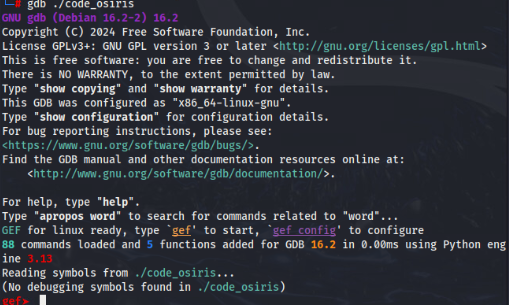 # gdb ./code_osiris
GNU gdb (Debian 16.2-2) 16.2
Copyright (C) 2024 Free Software Foundation, Inc.
License GPLv3+: GNU GPL version 3 or later <http://gnu.org/licenses/gpl.html>
This is free software: you are free to change and redistribute it.
There is NO WARRANTY, to the extent permitted by law.
Type "show copying" and "show warranty" for details.
This GDB was configured as "x86_64-linux-gnu".
Type "show configuration" for configuration details.
For bug reporting instructions, please see:
<https://www.gnu.org/software/gdb/bugs/>.
Find the GDB manual and other documentation resources online at:
    <http://www.gnu.org/software/gdb/documentation/>.

For help, type "help".
Type "apropos word" to search for commands related to "word"...
GEF for linux ready, type `gef' to start, `gef config' to configure
88 commands loaded and 5 functions added for GDB 16.2 in 0.00ms using Python eng
ine 3.13
Reading symbols from ./code_osiris...
(No debugging symbols found in ./code_osiris)
gef➤